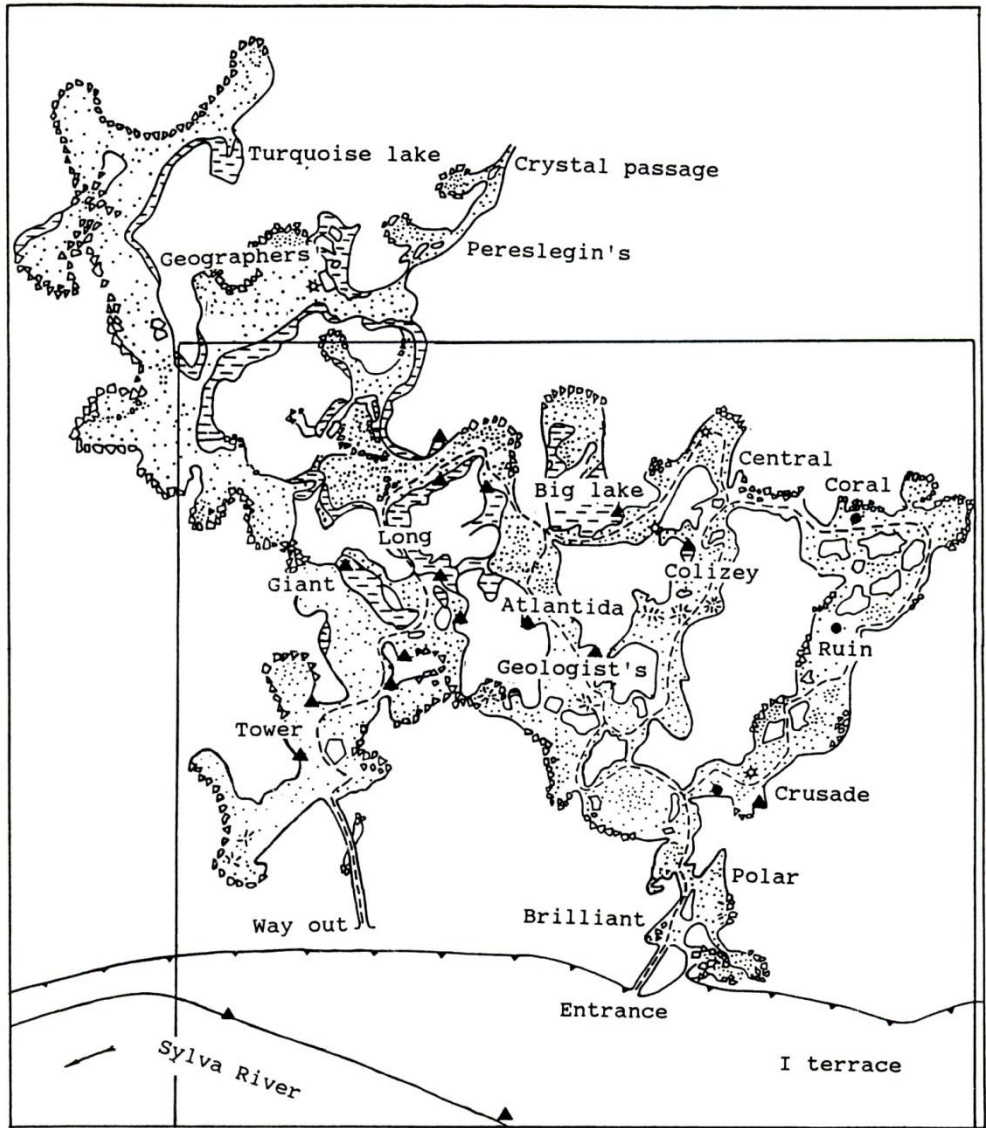 Turquoise lake
Crystal passage
Geographers
Pereslegin's
Central
Big lake
Coral
Long
Colizey
Giant
Atlantida
Ruin
Geologist's
Tower
Crusade
Polar
Brilliant
Way out
Entrance
Sylva River
I terrace